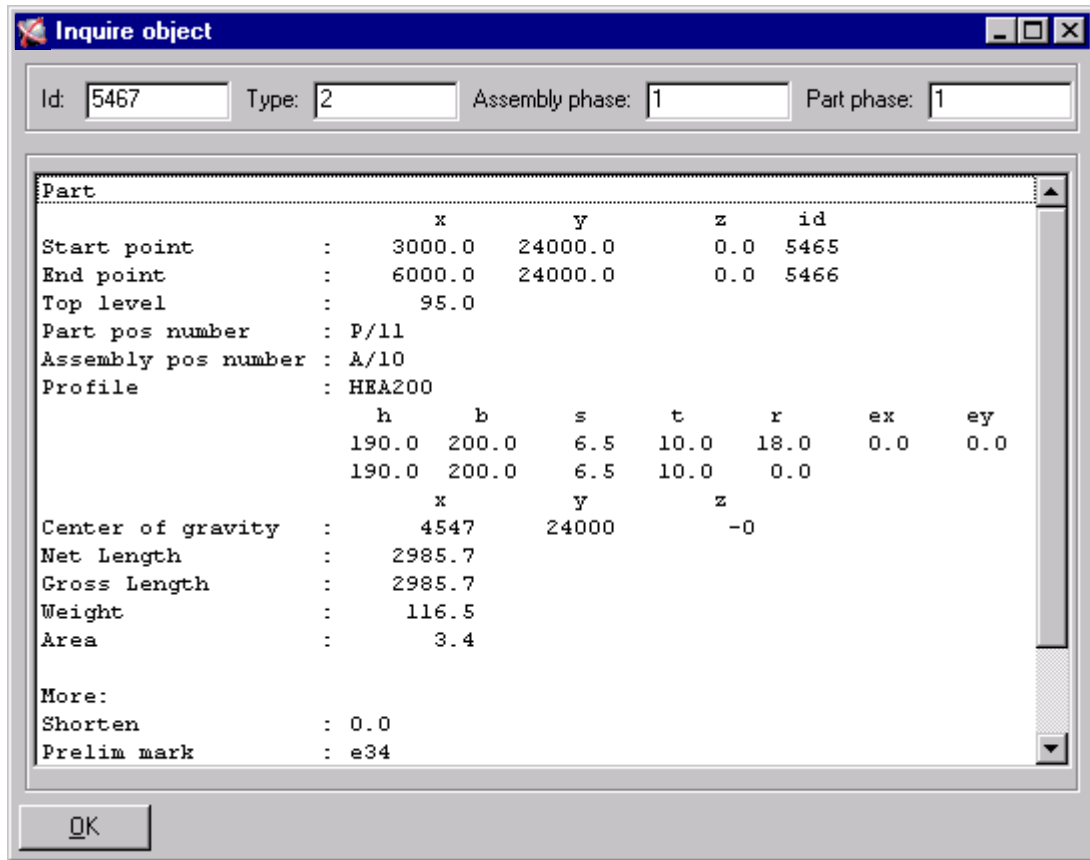 Inquire object
Id: 5467 Type: 2 Assembly phase: 1 Part phase: 1
Part
x y z id
Start point : 3000.0 24000.0 0.0 5465
End point : 6000.0 24000.0 0.0 5466
Top level : 95.0
Part pos number : P/11
Assembly pos number : A/10
Profile : HEA200
h b s t r ex ey
190.0 200.0 6.5 10.0 18.0 0.0 0.0
190.0 200.0 6.5 10.0 0.0
x y z
Center of gravity : 4547 24000 -0
Net Length : 2985.7
Gross Length : 2985.7
Weight : 116.5
Area : 3.4
More:
Shorten : 0.0
Prelim mark : e34
OK